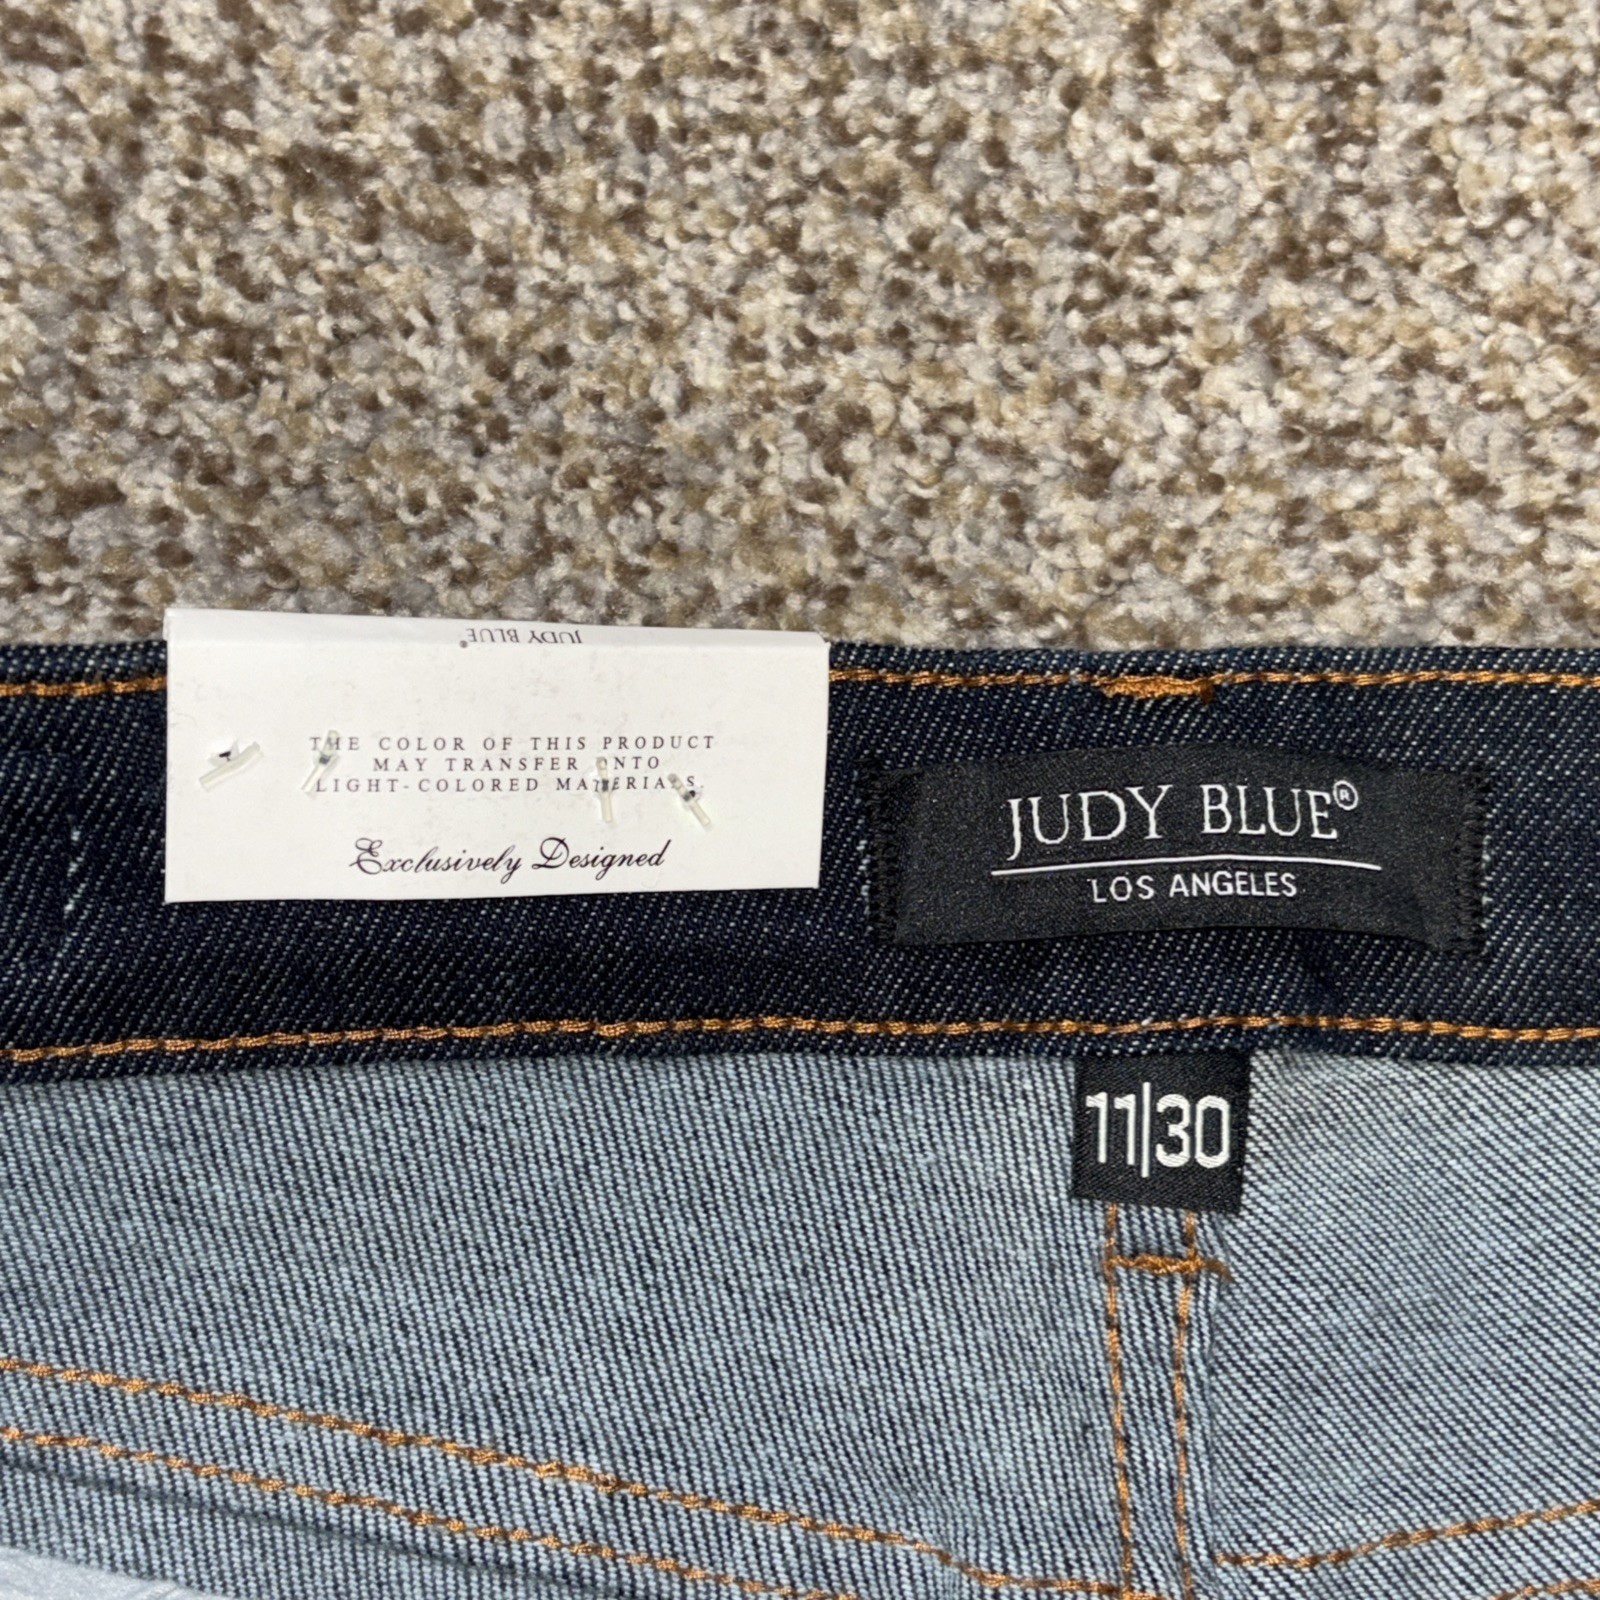 JUDY BLUE®
THE COLOR OF THIS PRODUCT
MAY TRANSFER ONTO
LIGHT-COLORED MATERIALS.
Exclusively Designed
JUDY BLUE®
LOS ANGELES
11|30